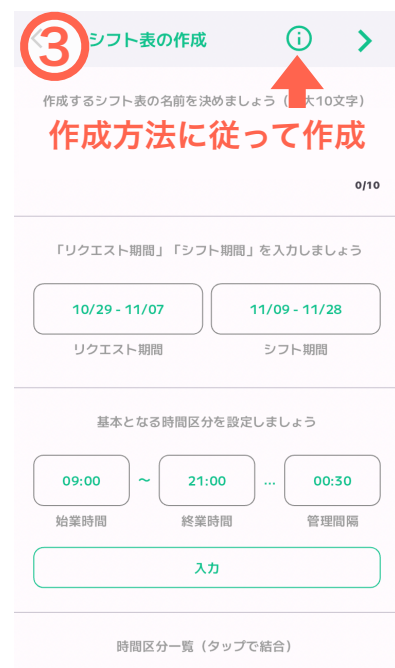 ③
シフト表の作成
作成するシフト表の名前を決めましょう（ 大10文字）
作成方法に従って作成
0/10
「リクエスト期間」「シフト期間」を入力しましょう
10/29 - 11/07
11/09 - 11/28
リクエスト期間
シフト期間
基本となる時間区分を設定しましょう
09:00 ～ 21:00 … 00:30
始業時間
終業時間
管理間隔
入力
時間区分一覧（タップで結合）